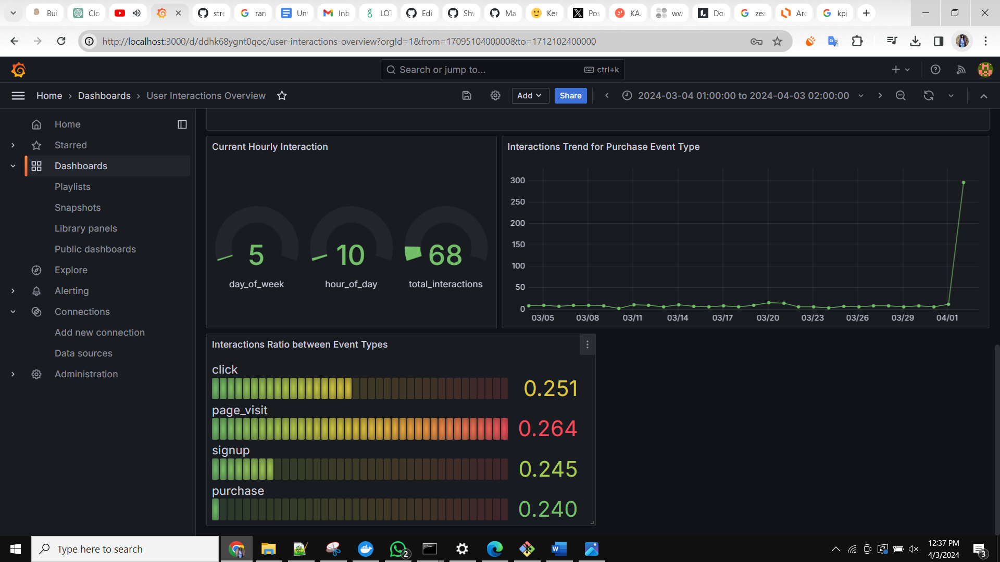 Bui
Clo
stre
ran
Unt
Inb
LOT
Edit
Shw
Ma
Ker
Pos
KA
ww
Do
zea
Arc
kpi
http://localhost:3000/d/ddhk68ygnt0qoc/user-interactions-overview?orgId=1&from=1709510400000&to=1712102400000
Search or jump to...
ctrl+k
Home › Dashboards › User Interactions Overview
Add
Share
2024-03-04 01:00:00 to 2024-04-03 02:00:00
Home
Starred
Dashboards
Playlists
Snapshots
Library panels
Public dashboards
Explore
Alerting
Connections
Add new connection
Data sources
Administration
Current Hourly Interaction
5
10
68
day_of_week
hour_of_day
total_interactions
Interactions Trend for Purchase Event Type
300
250
200
150
100
50
0
03/05 03/08 03/11 03/14 03/17 03/20 03/23 03/26 03/29 04/01
Interactions Ratio between Event Types
click
0.251
page_visit
0.264
signup
0.245
purchase
0.240
Type here to search
2
12:37 PM
4/3/2024
3